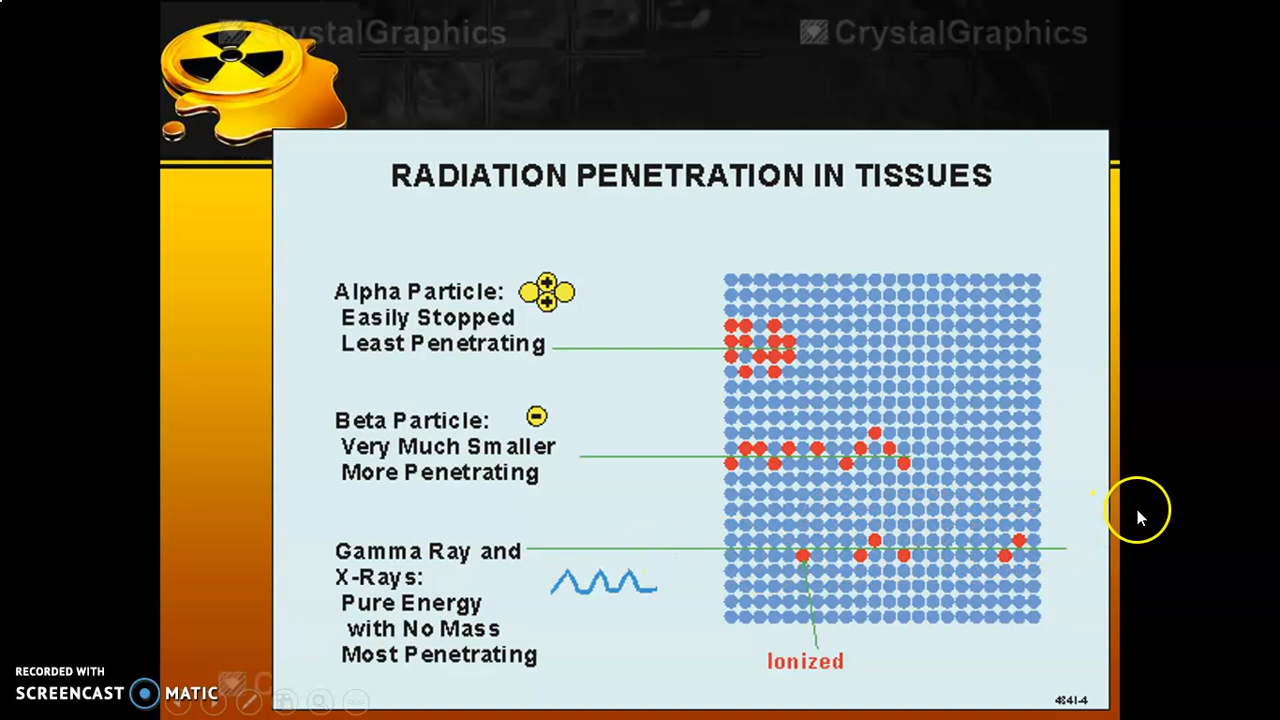 CrystalGraphics
CrystalGraphics
RADIATION PENETRATION IN TISSUES
Alpha Particle:
Easily Stopped
Least Penetrating
Beta Particle:
Very Much Smaller
More Penetrating
Gamma Ray and
X-Rays:
Pure Energy
with No Mass
Most Penetrating
Ionized
RECORDED WITH
SCREENCAST MATIC